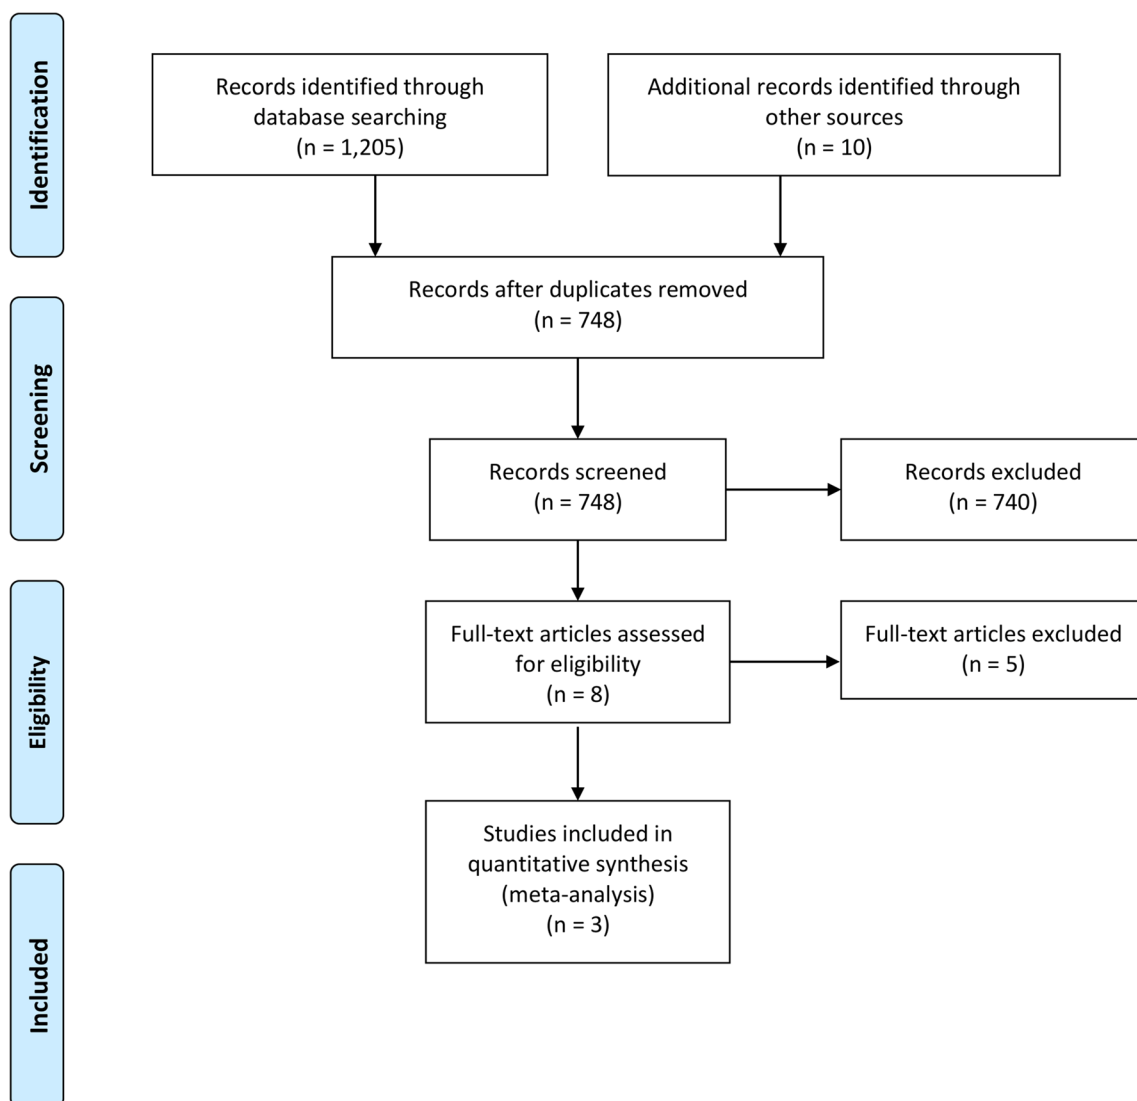 Identification
Records identified through
database searching
(n = 1,205)
Additional records identified through
other sources
(n = 10)
Records after duplicates removed
(n = 748)
Screening
Records screened
(n = 748)
Records excluded
(n = 740)
Eligibility
Full-text articles assessed
for eligibility
(n = 8)
Full-text articles excluded
(n = 5)
Studies included in
quantitative synthesis
(meta-analysis)
(n = 3)
Included